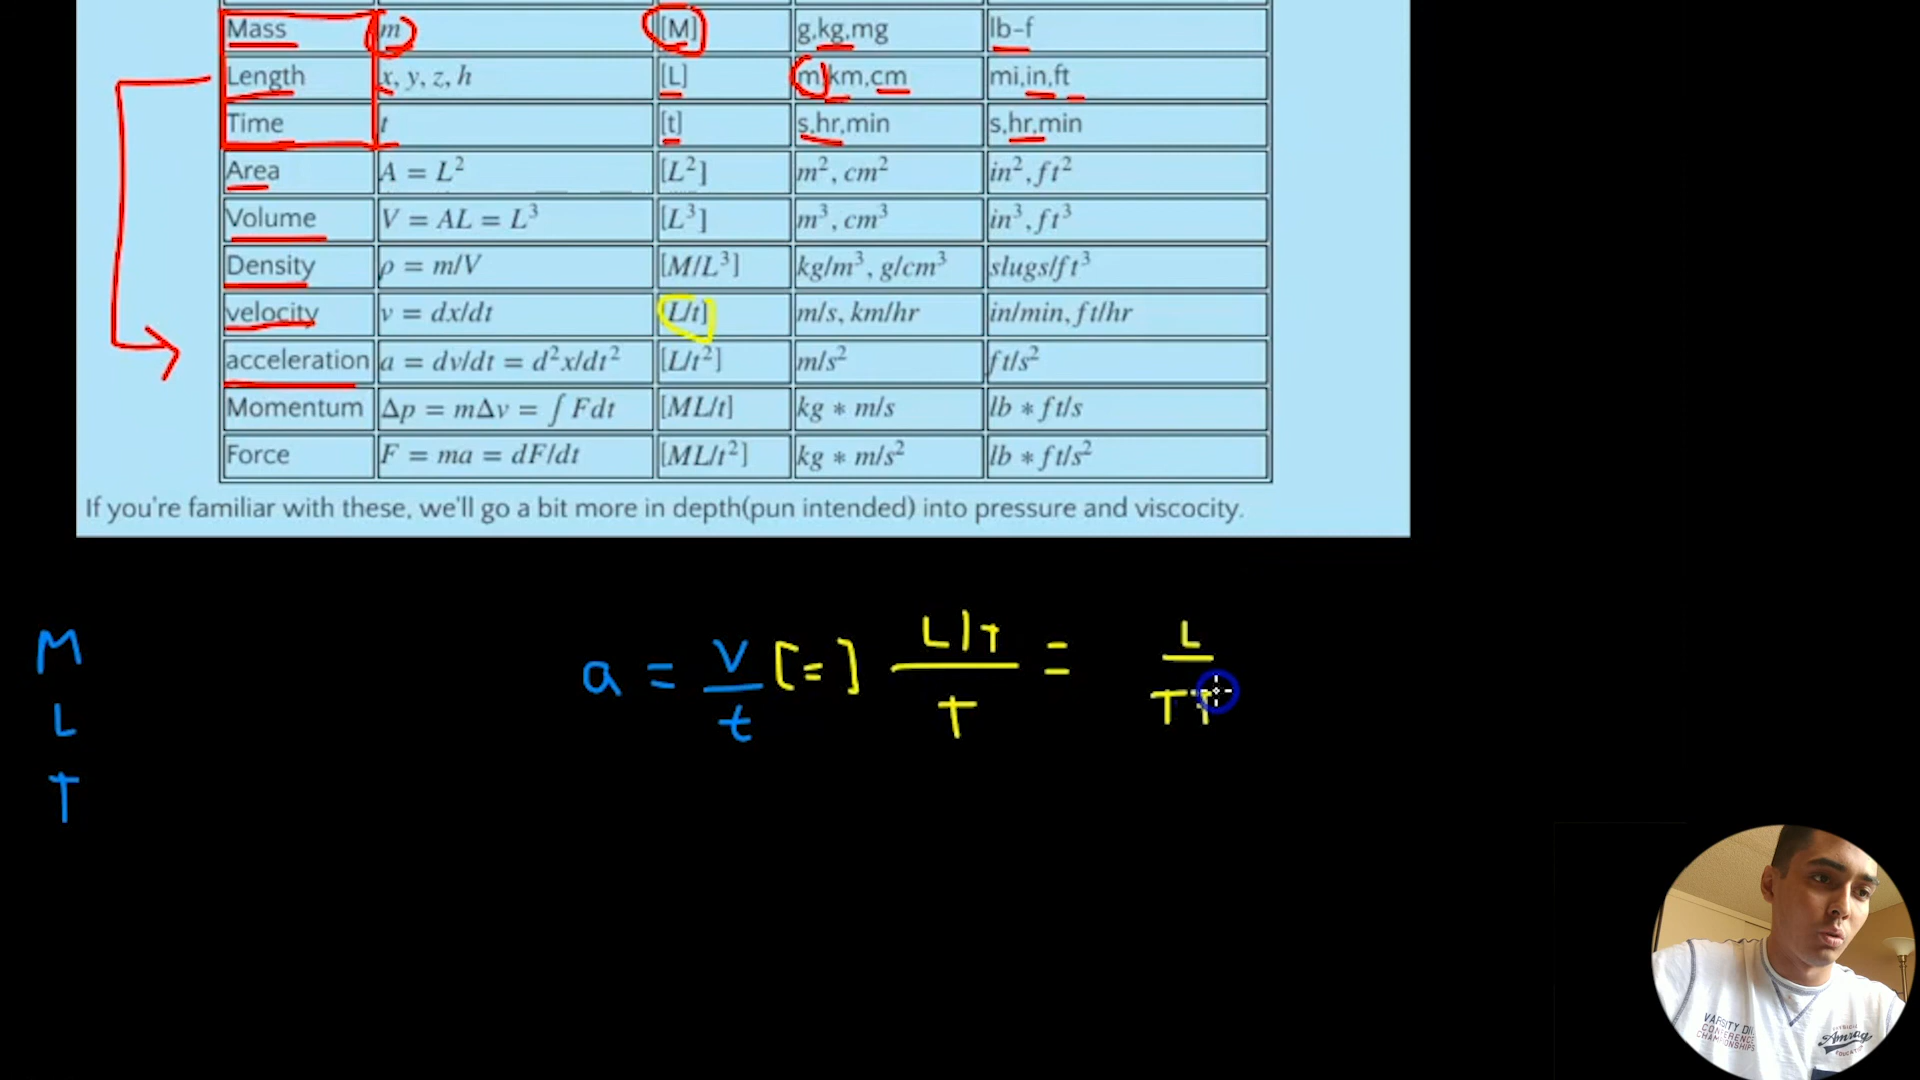 Mass m [M] g,kg,mg lb-f
Length x, y, z, h [L] m,km,cm mi,in,ft
Time t [t] s,hr,min s,hr,min
Area A = L² [L²] m², cm² in², ft²
Volume V = AL = L³ [L³] m³, cm³ in³, ft³
Density ρ = m/V [M/L³] kg/m³, g/cm³ slugs/ft³
velocity v = dx/dt [L/t] m/s, km/hr in/min, ft/hr
acceleration a = dv/dt = d²x/dt² [L/t²] m/s² ft/s²
Momentum Δp = mΔv = ∫ Fdt [ML/t] kg * m/s lb * ft/s
Force F = ma = dF/dt [ML/t²] kg * m/s² lb * ft/s²
If you're familiar with these, we'll go a bit more in depth(pun intended) into pressure and viscocity.
M
L
T
a = v/t [=] L/T / T = L / TT
VARSITY DIV.
CONFERENCE
CHAMPIONSHIPS